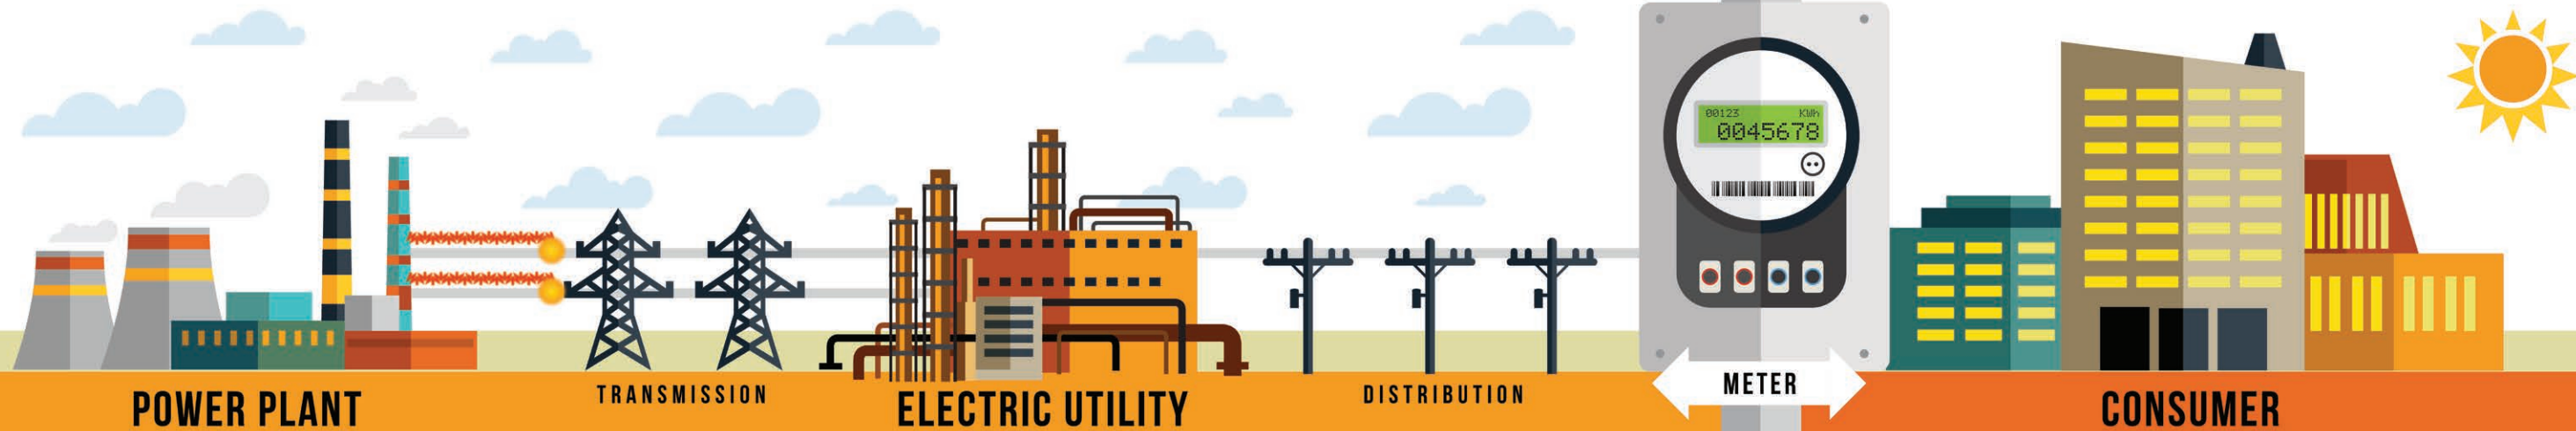 00123 KWh
0045678
POWER PLANT
TRANSMISSION
ELECTRIC UTILITY
DISTRIBUTION
METER
CONSUMER